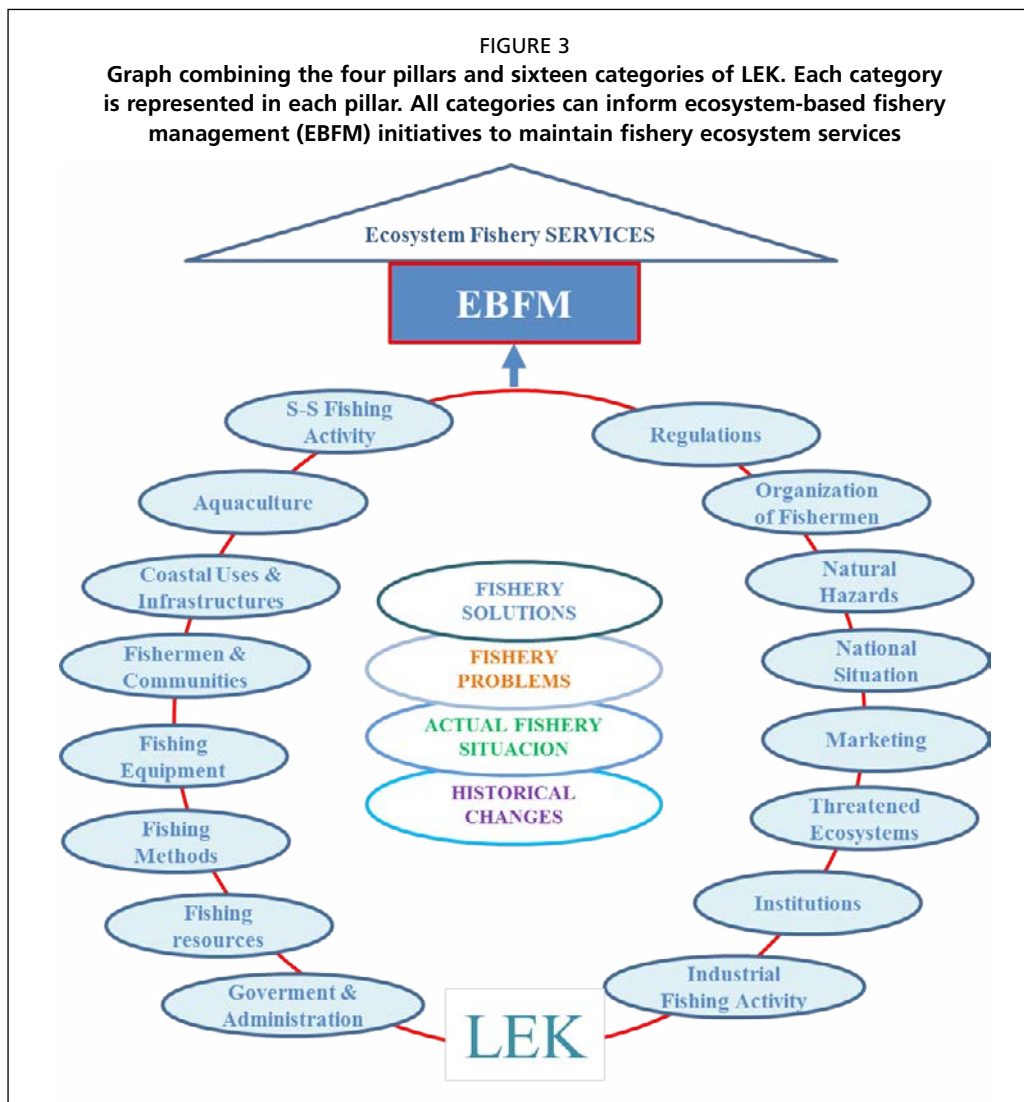 FIGURE 3
Graph combining the four pillars and sixteen categories of LEK. Each category
is represented in each pillar. All categories can inform ecosystem-based fishery
management (EBFM) initiatives to maintain fishery ecosystem services
Ecosystem Fishery SERVICES
EBFM
S-S Fishing
Activity
Aquaculture
Coastal Uses &
Infrastructures
Fishermen &
Communities
Fishing
Equipment
Fishing
Methods
Fishing
resources
Goverment &
Administration
FISHERY
SOLUTIONS
FISHERY
PROBLEMS
ACTUAL FISHERY
SITUACION
HISTORICAL
CHANGES
Regulations
Organization
of Fishermen
Natural
Hazards
National
Situation
Marketing
Threatened
Ecosystems
Institutions
Industrial
Fishing Activity
LEK